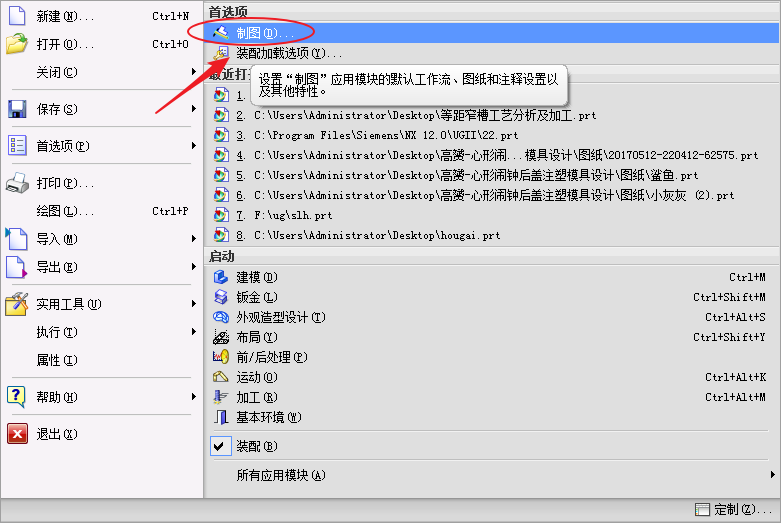 新建(N)... Ctrl+N
打开(O)... Ctrl+O
关闭(C)
保存(S)
首选项(P)
打印(P)...
绘图(L)... Ctrl+P
导入(M)
导出(E)
实用工具(U)
执行(T)
属性(I)
帮助(H)
退出(X)
首选项
制图(D)...
装配加载选项(Y)...
最近打开
设置“制图”应用模块的默认工作流、图纸和注释设置以
及其他特性。
1.
2. C:\Users\Administrator\Desktop\等距窄槽工艺分析及加工.prt
3. C:\Program Files\Siemens\NX 12.0\UGII\22.prt
4. C:\Users\Administrator\Desktop\高赟-心形闹...模具设计\图纸\20170512-220412-62575.prt
5. C:\Users\Administrator\Desktop\高赟-心形闹钟后盖注塑模具设计\图纸\鲨鱼.prt
6. C:\Users\Administrator\Desktop\高赟-心形闹钟后盖注塑模具设计\图纸\小灰灰 (2).prt
7. F:\ug\slh.prt
8. C:\Users\Administrator\Desktop\hougai.prt
启动
建模(D) Ctrl+M
钣金(L) Ctrl+Shift+M
外观造型设计(T) Ctrl+Alt+S
布局(Y) Ctrl+Shift+Y
前/后处理(P)
运动(O) Ctrl+Alt+K
加工(R) Ctrl+Alt+M
基本环境(W)
装配(B)
所有应用模块(A)
定制(Z)...